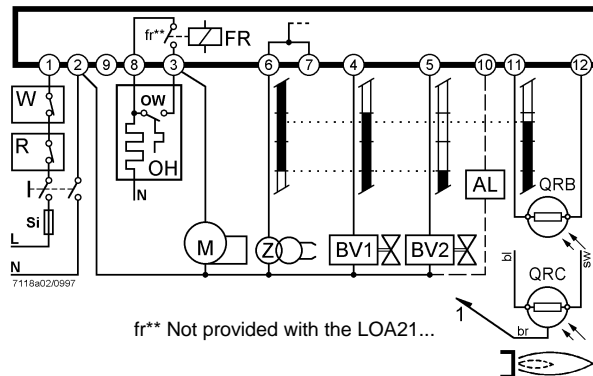 fr** FR
1 2 9 8 3 6 7 4 5 10 11 12
W
OW
R
OH
AL
QRB
Si
N
L
M
Z
BV1
BV2
bl
sw
N
QRC
7118a02/0997
1
br
fr** Not provided with the LOA21...